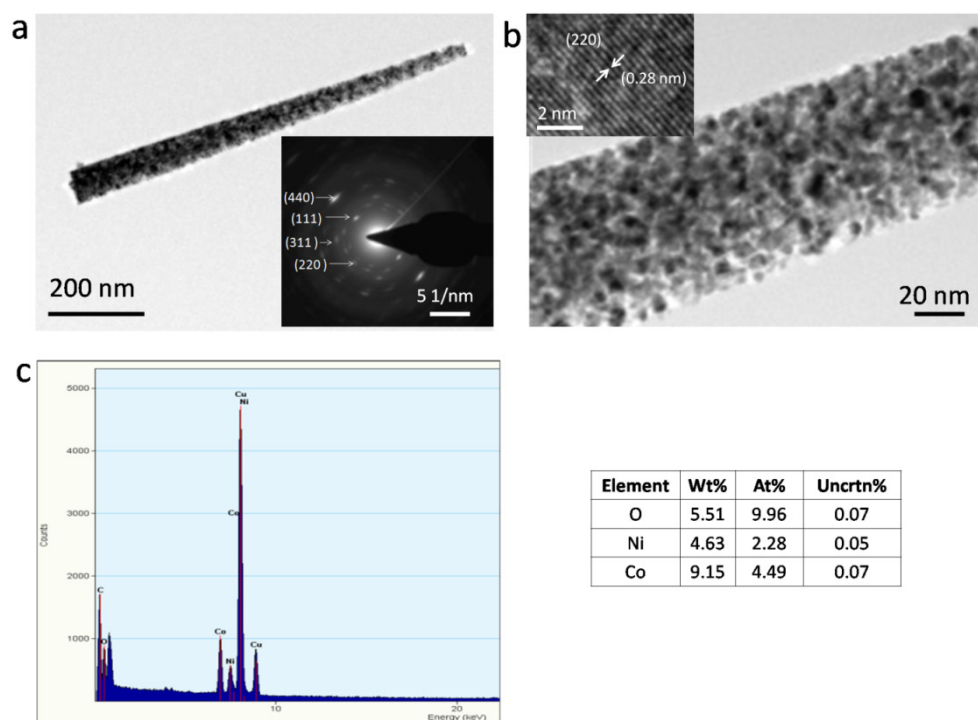 a
(440)
(111)
(311)
(220)
200 nm
5 1/nm
b
(220)
(0.28 nm)
2 nm
20 nm
c
5000
4000
3000
2000
1000
Counts
Cu
Ni
Co
C
O
Co
Ni
Cu
10
20
Energy (keV)
Element Wt% At% Uncrtn%
O 5.51 9.96 0.07
Ni 4.63 2.28 0.05
Co 9.15 4.49 0.07